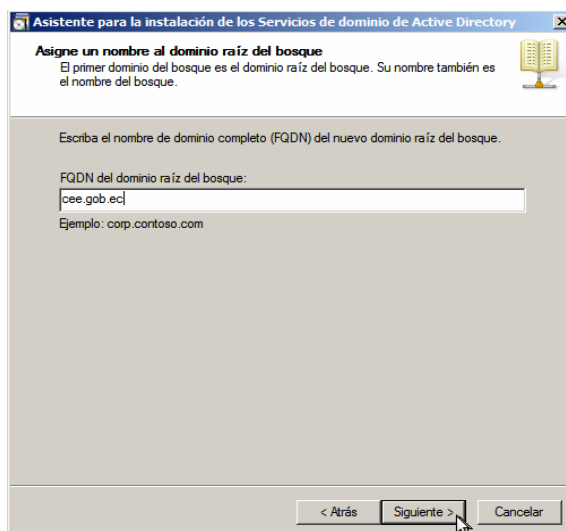 Asistente para la instalación de los Servicios de dominio de Active Directory
Asigne un nombre al dominio raíz del bosque
El primer dominio del bosque es el dominio raíz del bosque. Su nombre también es
el nombre del bosque.
Escriba el nombre de dominio completo (FQDN) del nuevo dominio raíz del bosque.
FQDN del dominio raíz del bosque:
cee.gob.ec
Ejemplo: corp.contoso.com
< Atrás Siguiente > Cancelar